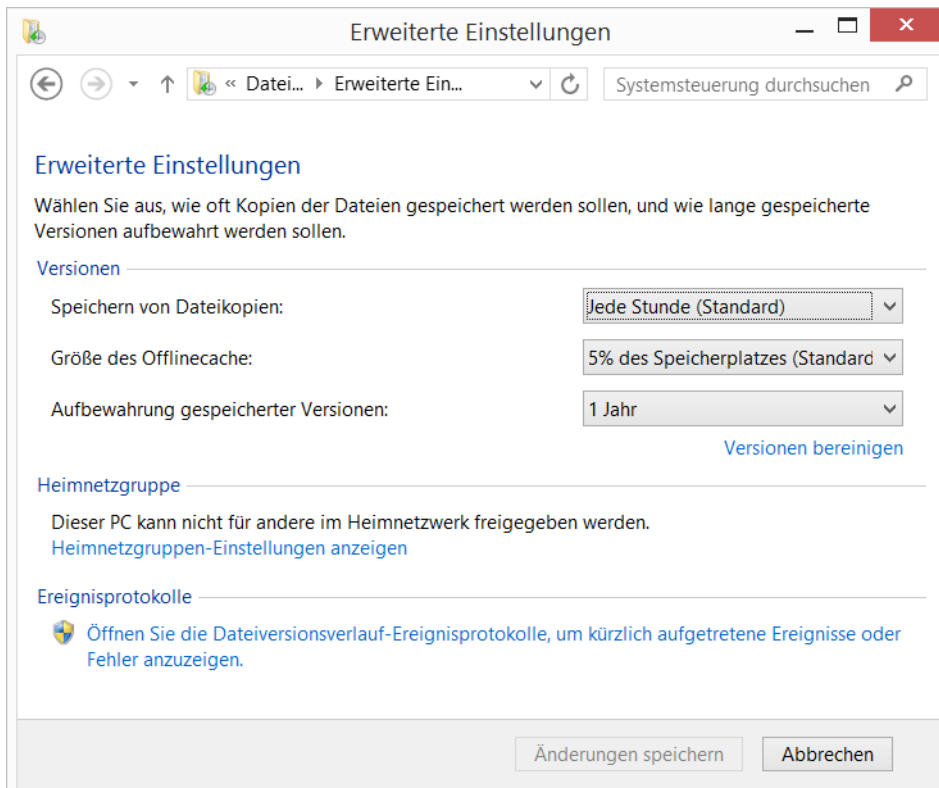 Erweiterte Einstellungen
« Datei... Erweiterte Ein... Systemsteuerung durchsuchen
Erweiterte Einstellungen
Wählen Sie aus, wie oft Kopien der Dateien gespeichert werden sollen, und wie lange gespeicherte
Versionen aufbewahrt werden sollen.
Versionen
Speichern von Dateikopien: Jede Stunde (Standard)
Größe des Offlinecache: 5% des Speicherplatzes (Standard
Aufbewahrung gespeicherter Versionen: 1 Jahr
Versionen bereinigen
Heimnetzgruppe
Dieser PC kann nicht für andere im Heimnetzwerk freigegeben werden.
Heimnetzgruppen-Einstellungen anzeigen
Ereignisprotokolle
Öffnen Sie die Dateiversionsverlauf-Ereignisprotokolle, um kürzlich aufgetretene Ereignisse oder
Fehler anzuzeigen.
Änderungen speichern Abbrechen